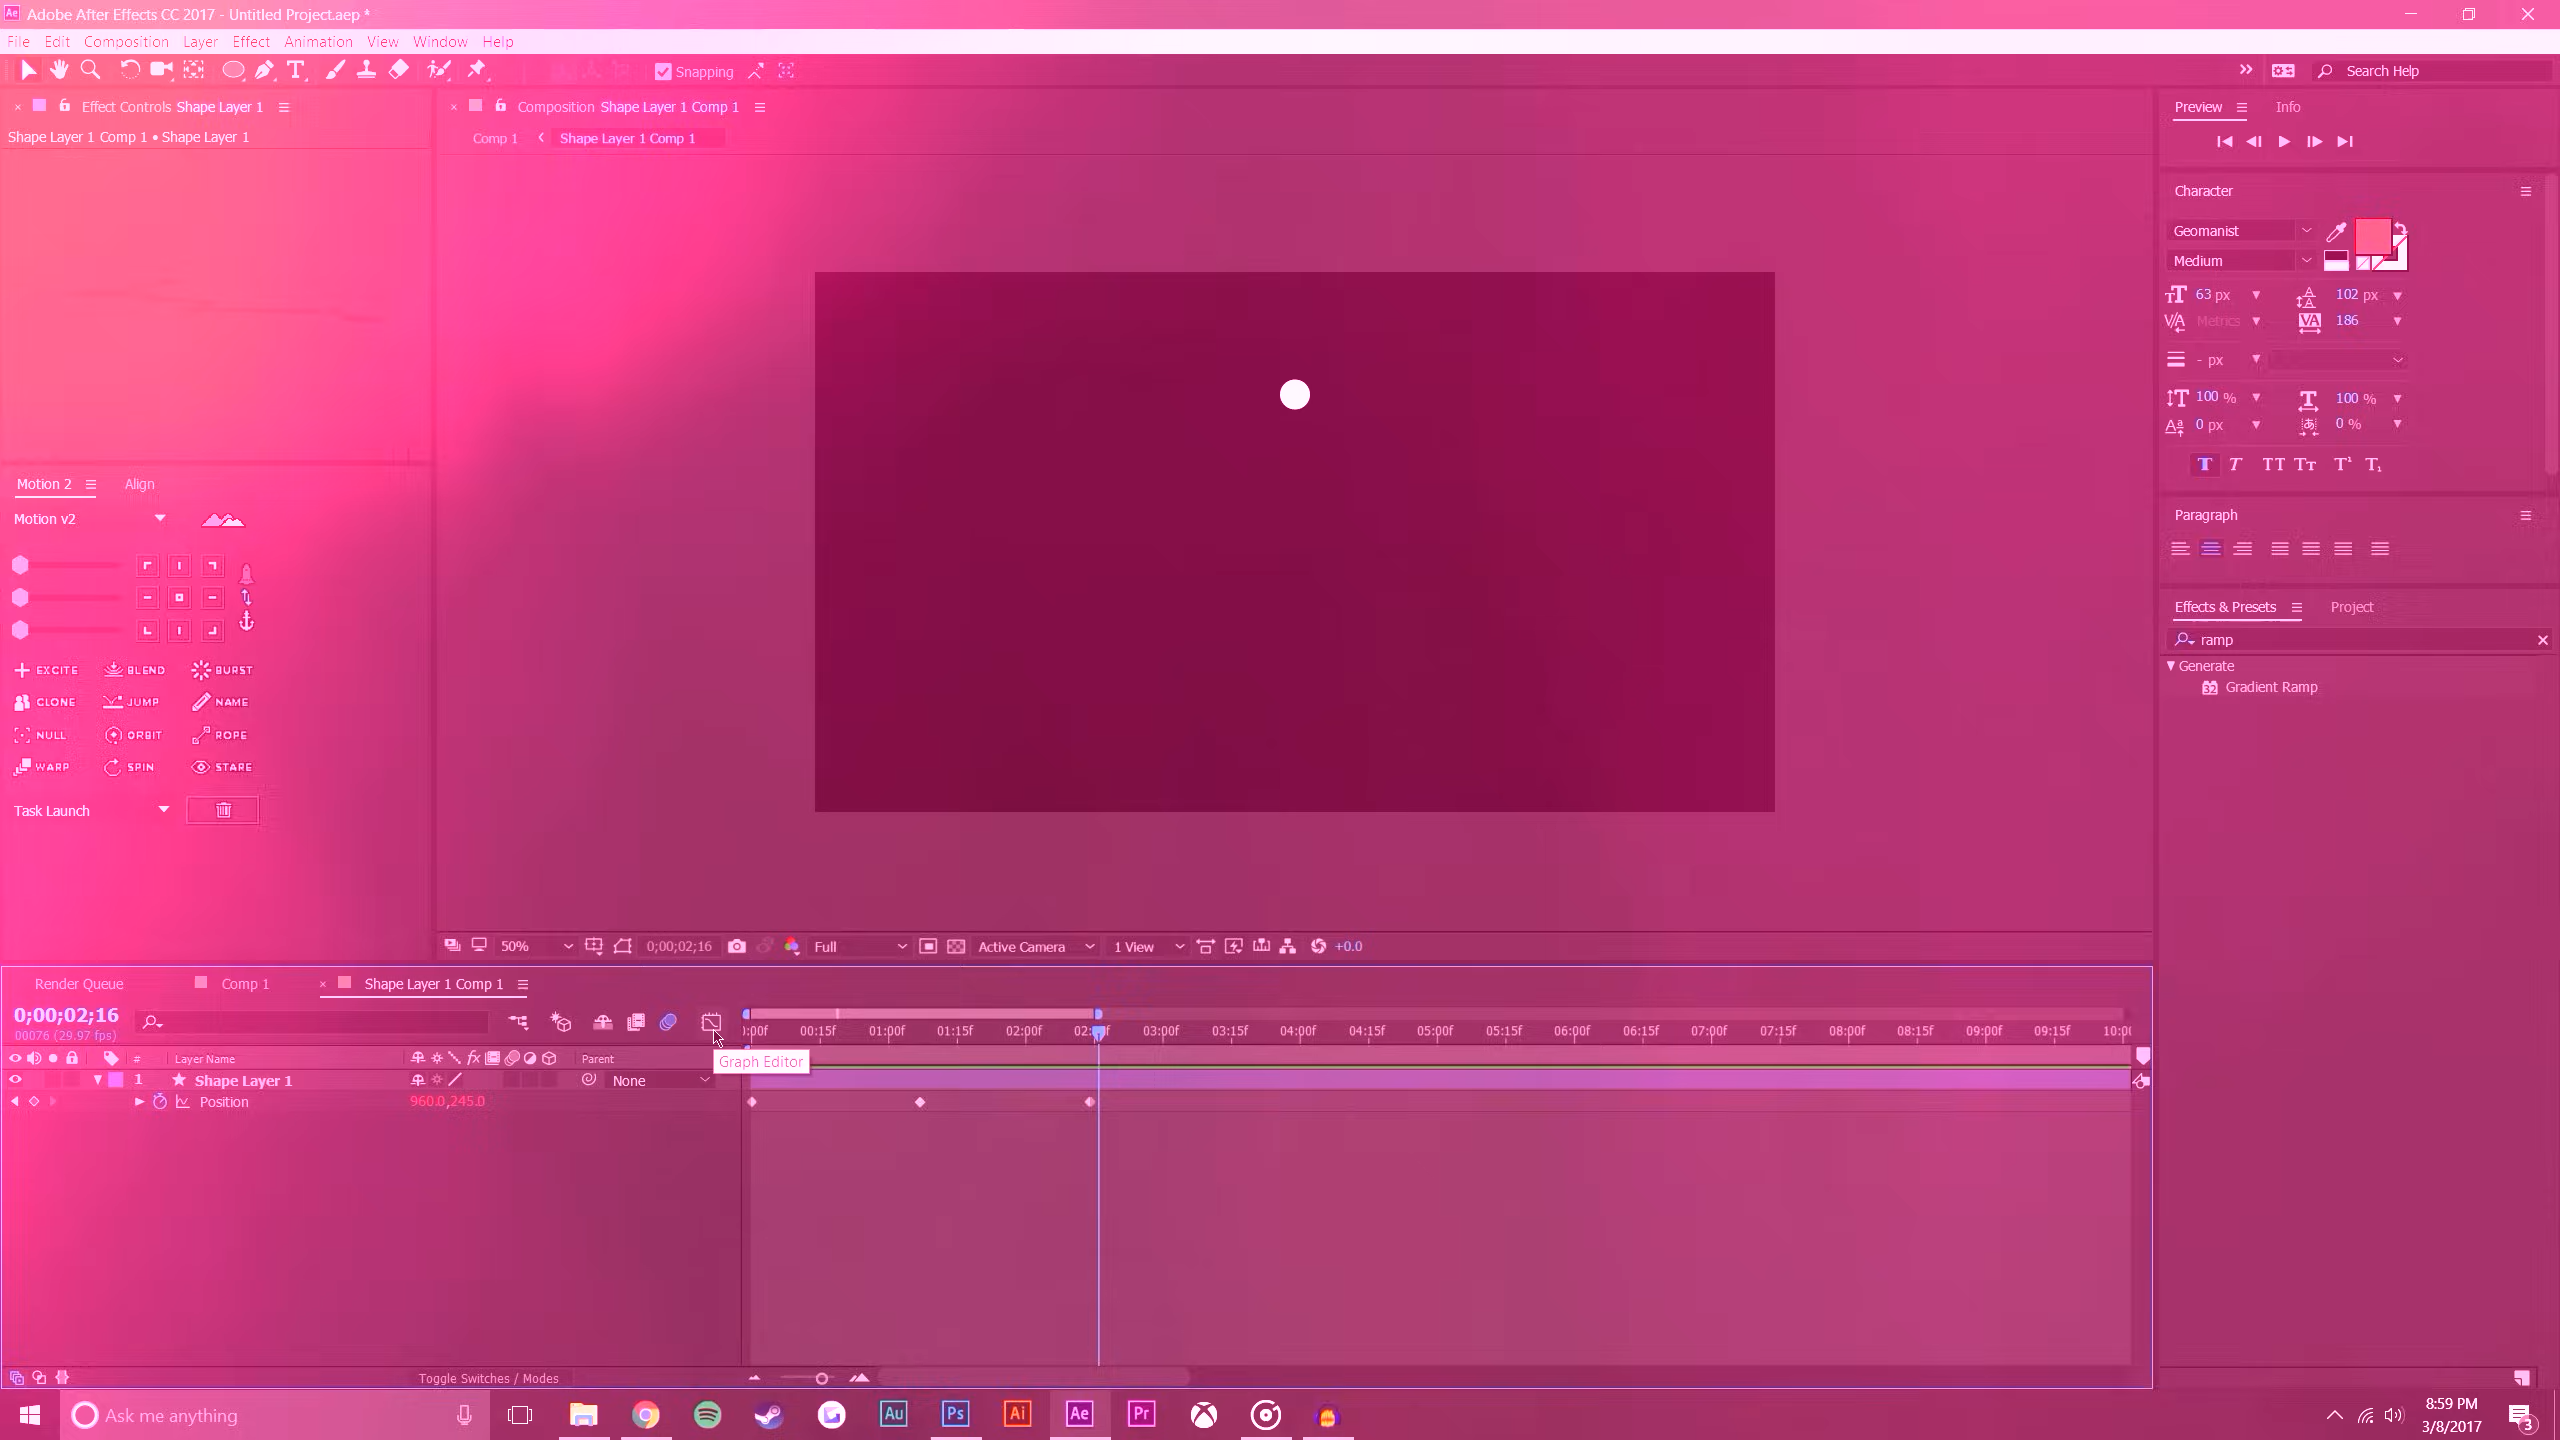 Adobe After Effects CC 2017 - Untitled Project.aep *
File Edit Composition Layer Effect Animation View Window Help
Snapping
Search Help
Effect Controls Shape Layer 1
Shape Layer 1 Comp 1 • Shape Layer 1
Composition Shape Layer 1 Comp 1
Comp 1 Shape Layer 1 Comp 1
Preview Info
Character
Geomanist
Medium
63 px 102 px
Metrics 186
- px
100 % 100 %
0 px 0 %
Paragraph
Effects & Presets Project
ramp
Generate
Gradient Ramp
Motion 2 Align
Motion v2
EXCITE BLEND BURST
CLONE JUMP NAME
NULL ORBIT ROPE
WARP SPIN STARE
Task Launch
50% 0;00;02;16 Full Active Camera 1 View +0.0
Render Queue Comp 1 Shape Layer 1 Comp 1
0;00;02;16
00076 (29.97 fps)
):00f 00:15f 01:00f 01:15f 02:00f 03:00f 03:15f 04:00f 04:15f 05:00f 05:15f 06:00f 06:15f 07:00f 07:15f 08:00f 08:15f 09:00f 09:15f
# Layer Name Parent
Graph Editor
1 Shape Layer 1 None
Position 960.0,245.0
Toggle Switches / Modes
Ask me anything
Au Ps Ai Ae Pr
8:59 PM
3/8/2017
3